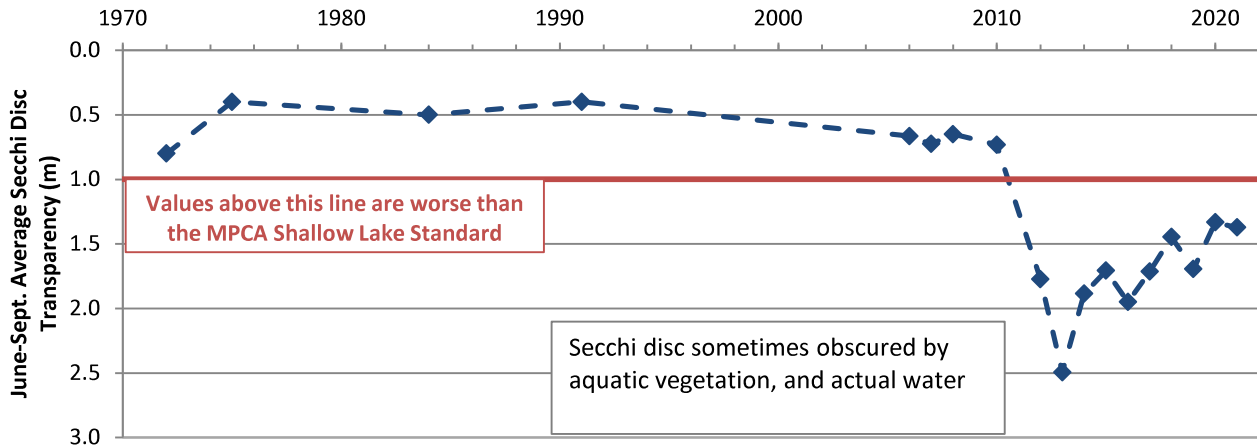 1970 1980 1990 2000 2010 2020
0.0
0.5
1.0
1.5
2.0
2.5
3.0
June-Sept. Average Secchi Disc
Transparency (m)
Values above this line are worse than
the MPCA Shallow Lake Standard
Secchi disc sometimes obscured by
aquatic vegetation, and actual water